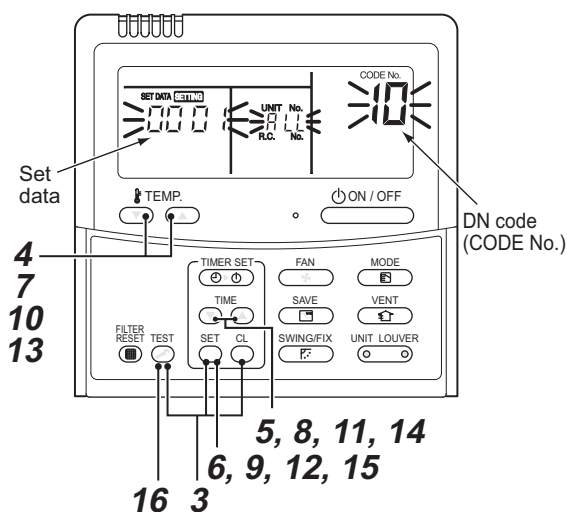 CODE No.
10
SET DATA SETTING
0001
UNIT No.
ALL
R.C. No.
Set
data
TEMP.
ON / OFF
DN code
(CODE No.)
4
7
10
13
TIMER SET
FAN
MODE
TIME
SAVE
VENT
FILTER
RESET
TEST
SET
CL
SWING/FIX
UNIT LOUVER
5, 8, 11, 14
6, 9, 12, 15
16
3